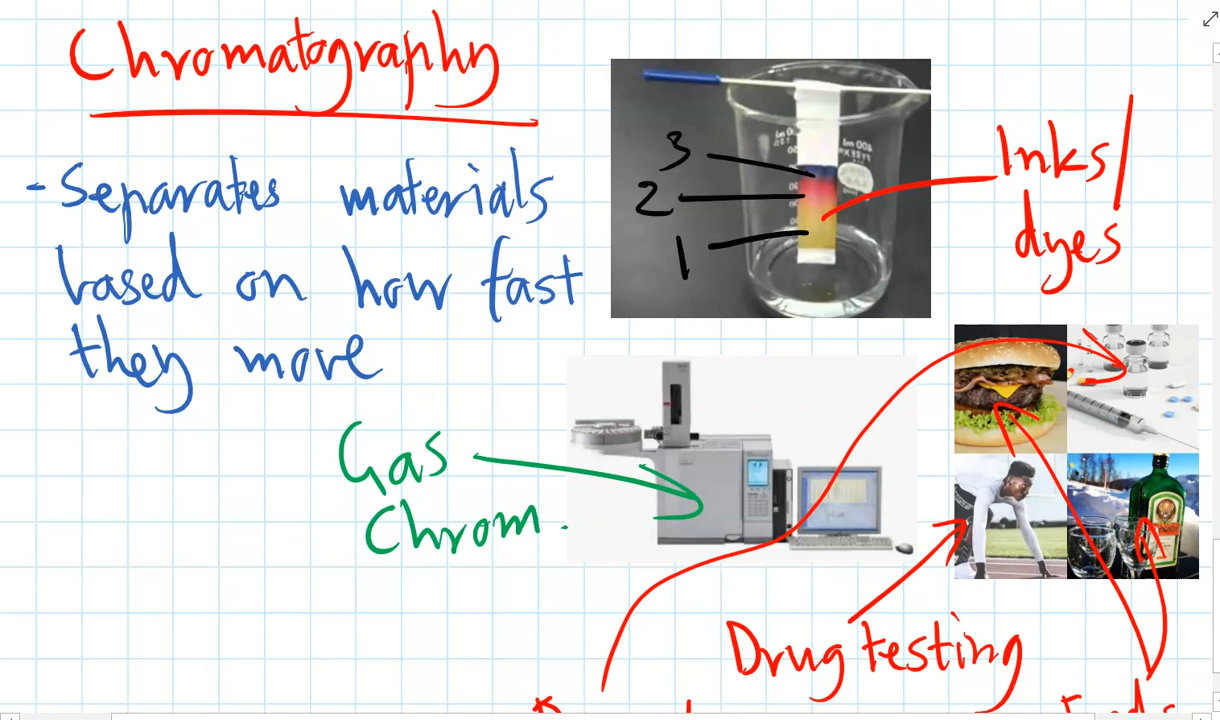 Chromatography
- Separates materials
based on how fast
they move
3
2
1
Inks/
dyes
Gas
Chrom.
Drug testing